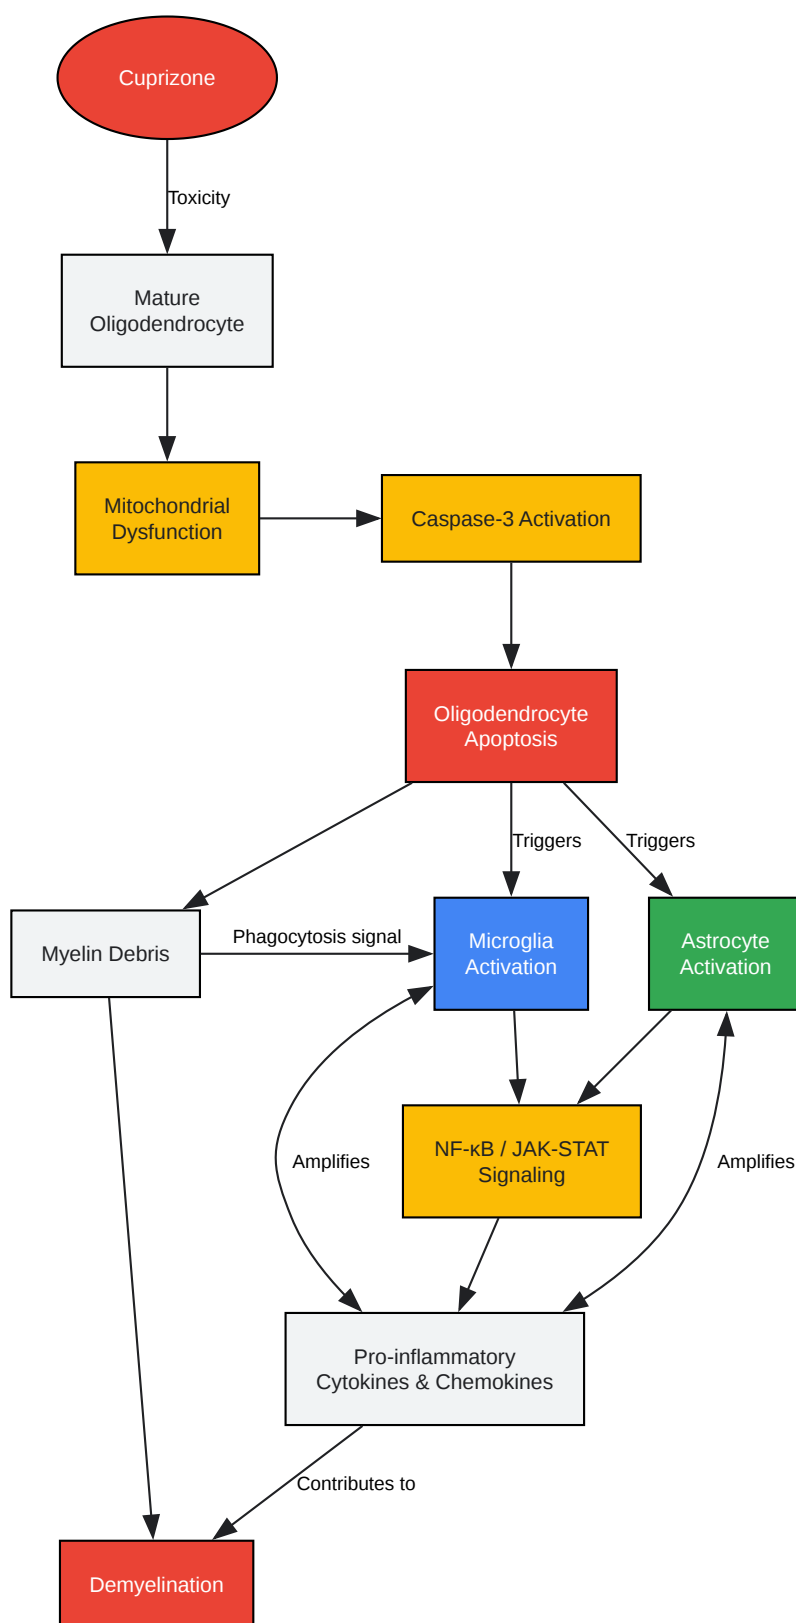 Cuprizone
Toxicity
Mature
Oligodendrocyte
Mitochondrial
Dysfunction
Caspase-3 Activation
Oligodendrocyte
Apoptosis
Triggers
Triggers
Myelin Debris
Phagocytosis signal
Microglia
Activation
Astrocyte
Activation
Amplifies
NF-κB / JAK-STAT
Signaling
Amplifies
Pro-inflammatory
Cytokines & Chemokines
Contributes to
Demyelination